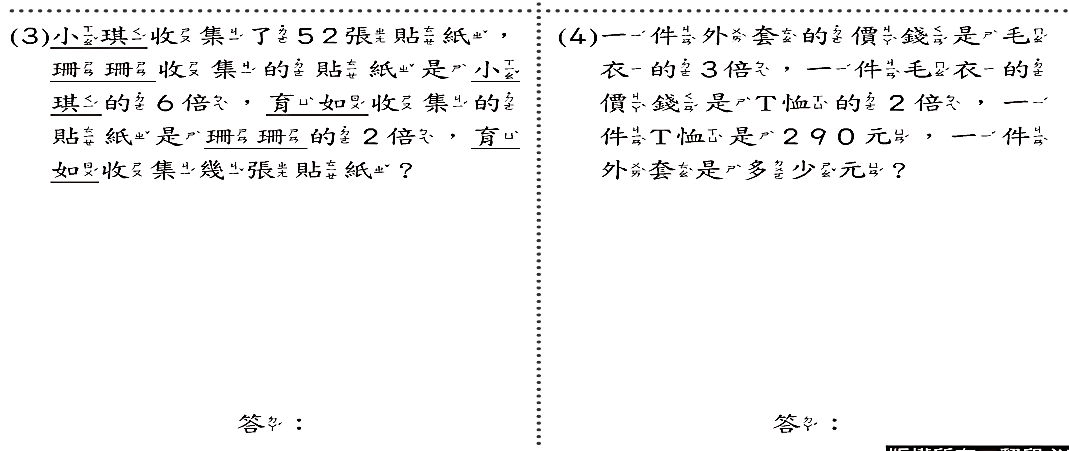 (3)小琪收集了52張貼紙，
珊珊收集的貼紙是小
琪的6倍，育如收集的
貼紙是珊珊的2倍，育
如收集幾張貼紙？
答：
(4)一件外套的價錢是毛
衣的3倍，一件毛衣的
價錢是T恤的2倍，一
件T恤是290元，一件
外套是多少元？
答：